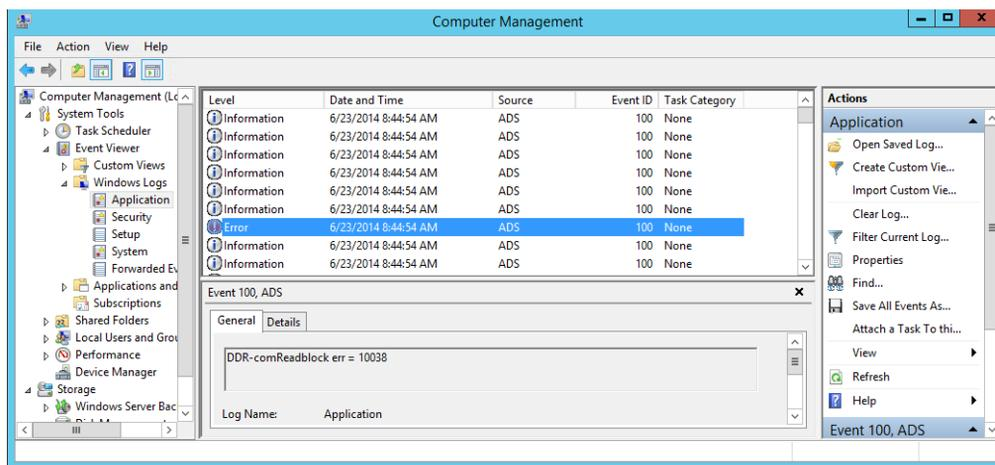 Computer Management
File Action View Help
Computer Management (Lc
System Tools
Task Scheduler
Event Viewer
Custom Views
Windows Logs
Application
Security
Setup
System
Forwarded Ev
Applications and
Subscriptions
Shared Folders
Local Users and Grou
Performance
Device Manager
Storage
Windows Server Bac
Level Date and Time Source Event ID Task Category
Information 6/23/2014 8:44:54 AM ADS 100 None
Information 6/23/2014 8:44:54 AM ADS 100 None
Information 6/23/2014 8:44:54 AM ADS 100 None
Information 6/23/2014 8:44:54 AM ADS 100 None
Information 6/23/2014 8:44:54 AM ADS 100 None
Information 6/23/2014 8:44:54 AM ADS 100 None
Error 6/23/2014 8:44:54 AM ADS 100 None
Information 6/23/2014 8:44:54 AM ADS 100 None
Information 6/23/2014 8:44:54 AM ADS 100 None
Event 100, ADS
General Details
DDR-comReadblock err = 10038
Log Name: Application
Actions
Application
Open Saved Log...
Create Custom Vie...
Import Custom Vie...
Clear Log...
Filter Current Log...
Properties
Find...
Save All Events As...
Attach a Task To thi...
View
Refresh
Help
Event 100, ADS